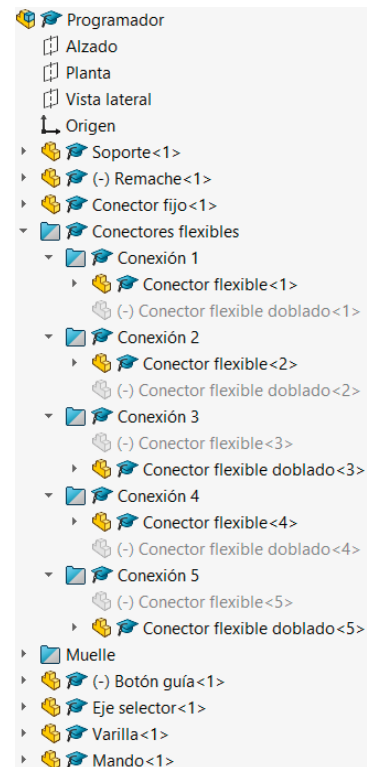 Programador
Alzado
Planta
Vista lateral
Origen
Soporte<1>
(-) Remache<1>
Conector fijo<1>
Conectores flexibles
Conexión 1
Conector flexible<1>
(-) Conector flexible doblado<1>
Conexión 2
Conector flexible<2>
(-) Conector flexible doblado<2>
Conexión 3
(-) Conector flexible<3>
Conector flexible doblado<3>
Conexión 4
Conector flexible<4>
(-) Conector flexible doblado<4>
Conexión 5
(-) Conector flexible<5>
Conector flexible doblado<5>
Muelle
(-) Botón guía<1>
Eje selector<1>
Varilla<1>
Mando<1>